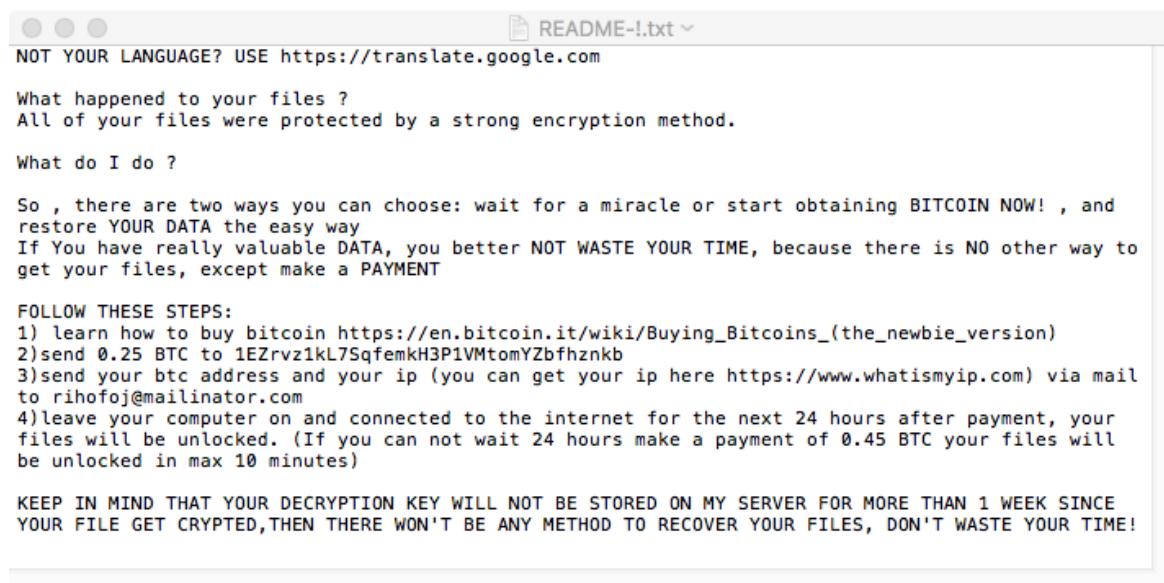 README-!.txt
NOT YOUR LANGUAGE? USE https://translate.google.com
What happened to your files ?
All of your files were protected by a strong encryption method.
What do I do ?
So , there are two ways you can choose: wait for a miracle or start obtaining BITCOIN NOW! , and
restore YOUR DATA the easy way
If You have really valuable DATA, you better NOT WASTE YOUR TIME, because there is NO other way to
get your files, except make a PAYMENT
FOLLOW THESE STEPS:
1) learn how to buy bitcoin https://en.bitcoin.it/wiki/Buying_Bitcoins_(the_newbie_version)
2)send 0.25 BTC to 1EZrvz1kL7SqfemkH3P1VMtomYZbfhznkb
3)send your btc address and your ip (you can get your ip here https://www.whatismyip.com) via mail
to rihofoj@mailinator.com
4)leave your computer on and connected to the internet for the next 24 hours after payment, your
files will be unlocked. (If you can not wait 24 hours make a payment of 0.45 BTC your files will
be unlocked in max 10 minutes)
KEEP IN MIND THAT YOUR DECRYPTION KEY WILL NOT BE STORED ON MY SERVER FOR MORE THAN 1 WEEK SINCE
YOUR FILE GET CRYPTED,THEN THERE WON'T BE ANY METHOD TO RECOVER YOUR FILES, DON'T WASTE YOUR TIME!